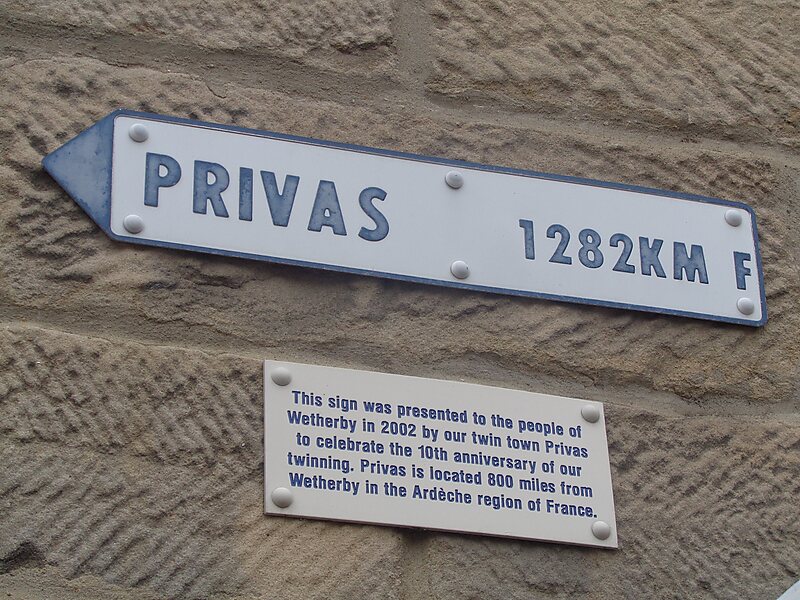 PRIVAS 1282KM F
This sign was presented to the people of
Wetherby in 2002 by our twin town Privas
to celebrate the 10th anniversary of our
twinning. Privas is located 800 miles from
Wetherby in the Ardèche region of France.